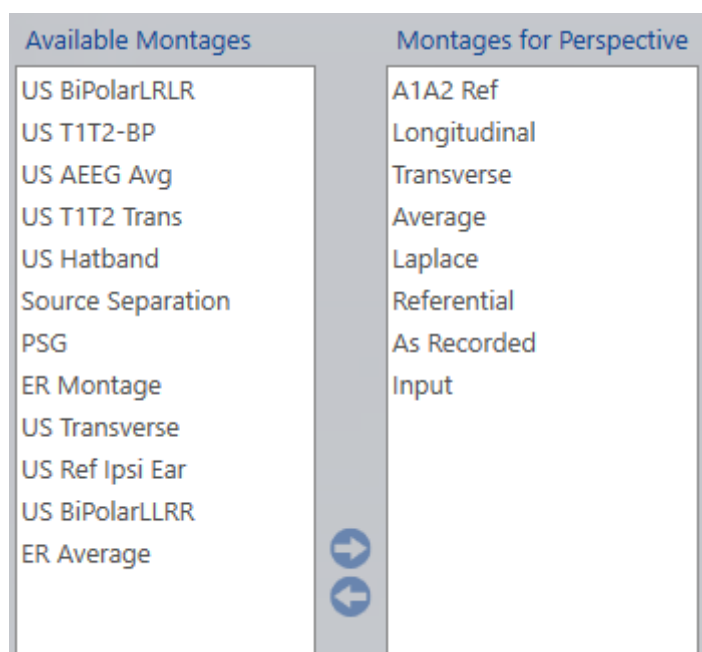 Available Montages
US BiPolarLRLR
US T1T2-BP
US AEEG Avg
US T1T2 Trans
US Hatband
Source Separation
PSG
ER Montage
US Transverse
US Ref Ipsi Ear
US BiPolarLLRR
ER Average
Montages for Perspective
A1A2 Ref
Longitudinal
Transverse
Average
Laplace
Referential
As Recorded
Input